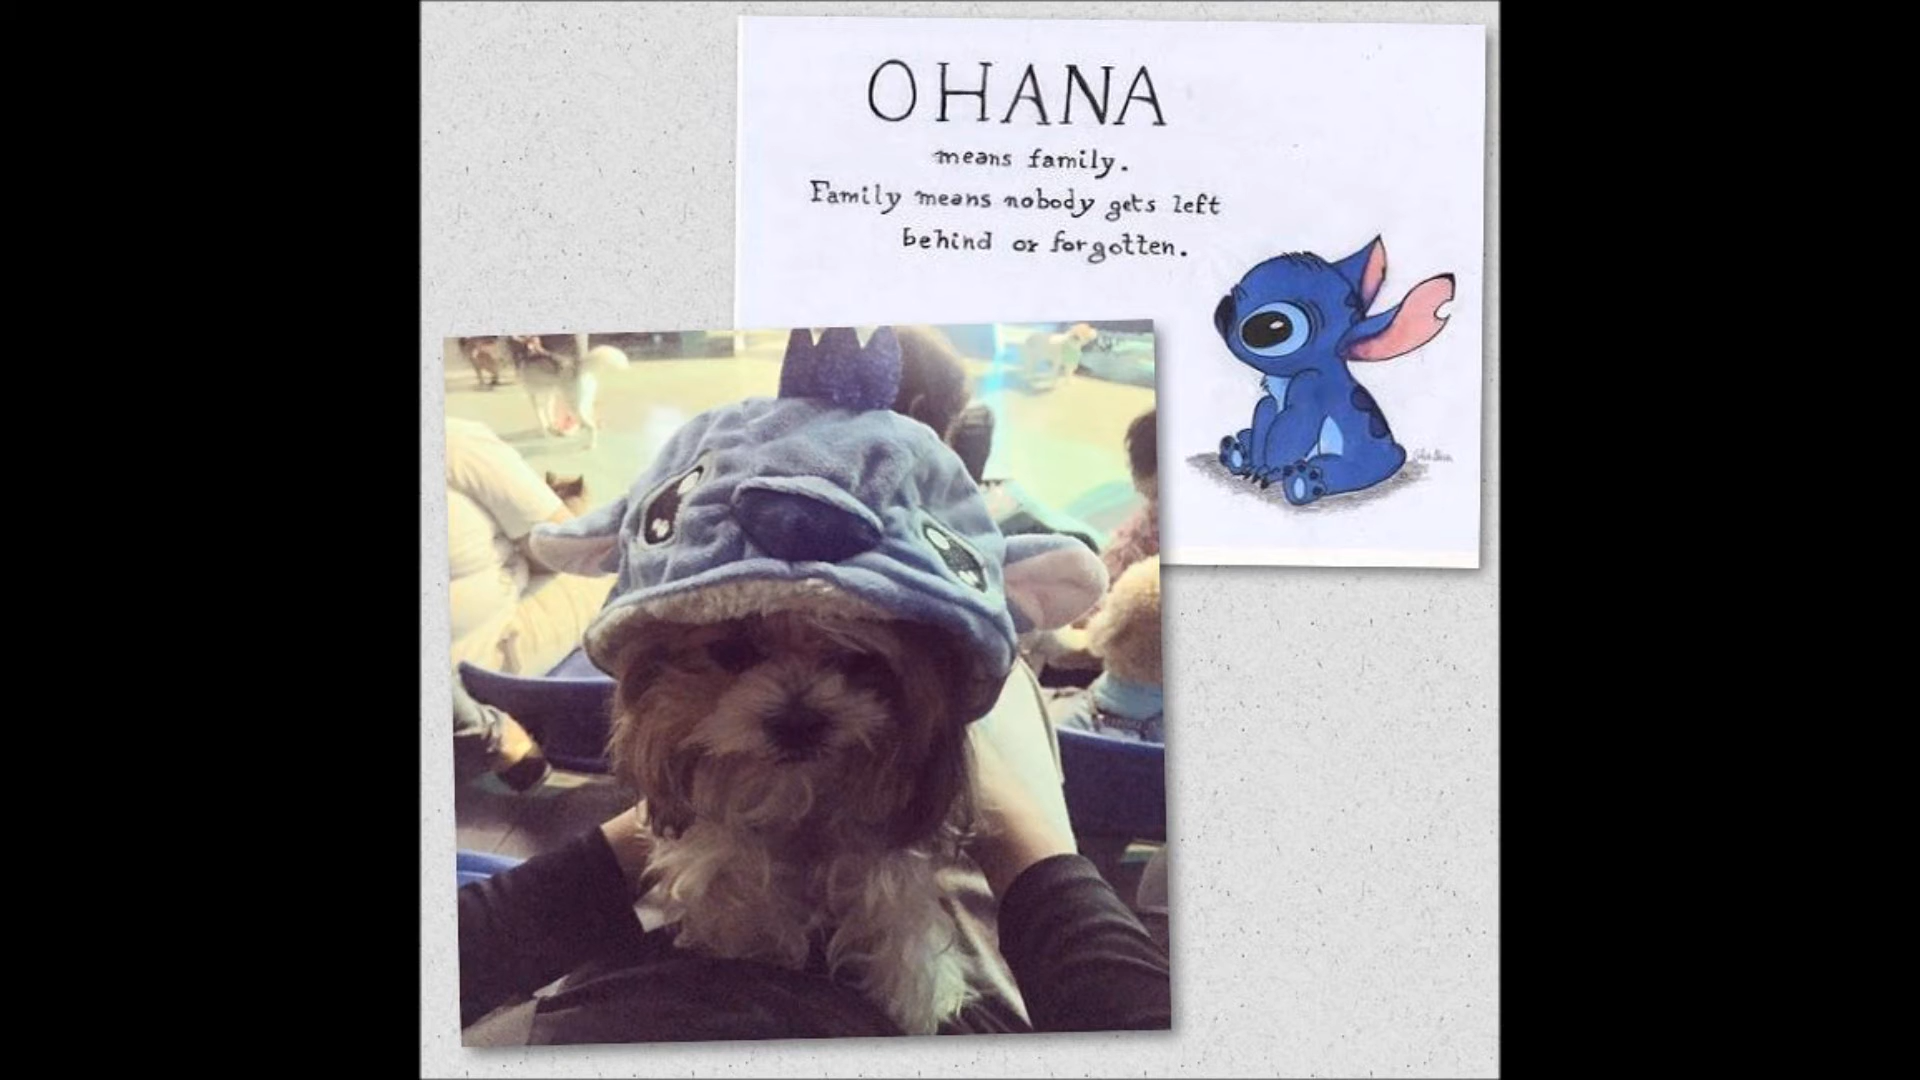 OHANA
means family.
Family means nobody gets left
behind or forgotten.